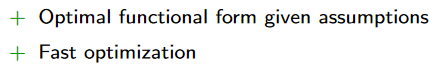 + Optimal functional form given assumptions
+ Fast optimization